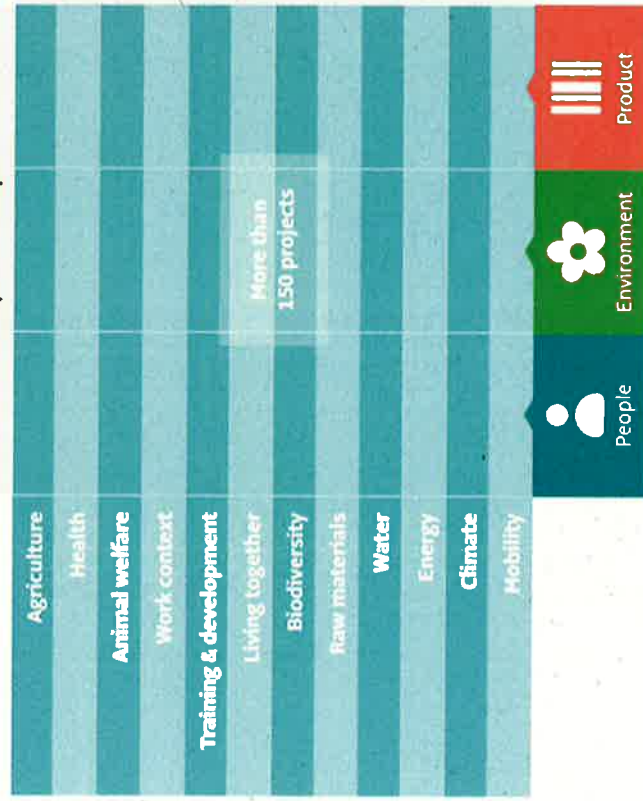 Agriculture
Health
Animal welfare
Work context
Training & development
Living together
Biodiversity
Raw materials
Water
Energy
Climate
Mobility
More than
150 projects
People
Environment
Product